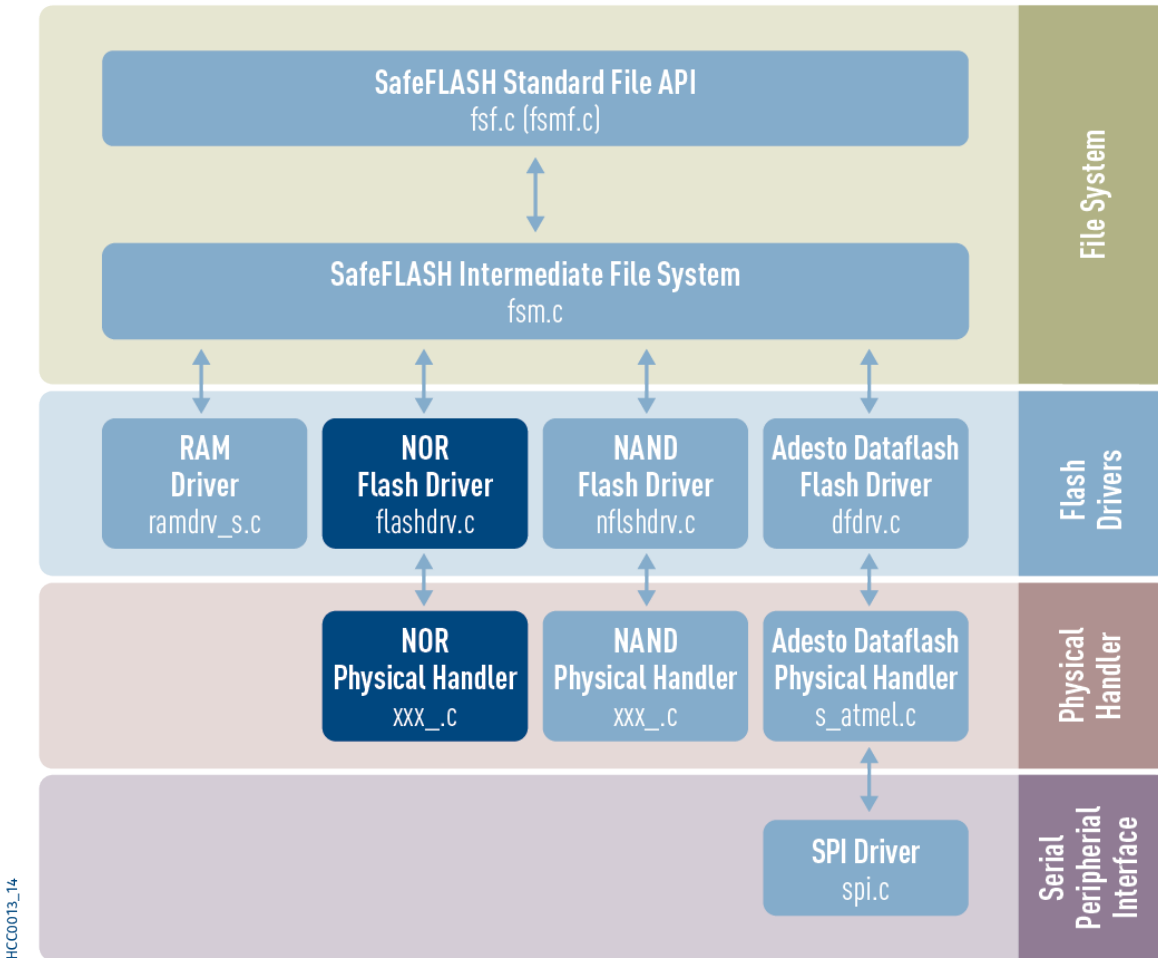 SafeFLASH Standard File API
fsf.c (fsmf.c)
File System
SafeFLASH Intermediate File System
fsm.c
RAM
Driver
ramdrv_s.c
NOR
Flash Driver
flashdrv.c
NAND
Flash Driver
nflshdrv.c
Adesto Dataflash
Flash Driver
dfdrv.c
Flash
Drivers
NOR
Physical Handler
xxx_.c
NAND
Physical Handler
xxx_.c
Adesto Dataflash
Physical Handler
s_atmel.c
Physical
Handler
SPI Driver
spi.c
Serial
Peripherial
Interface
HCC0013_14